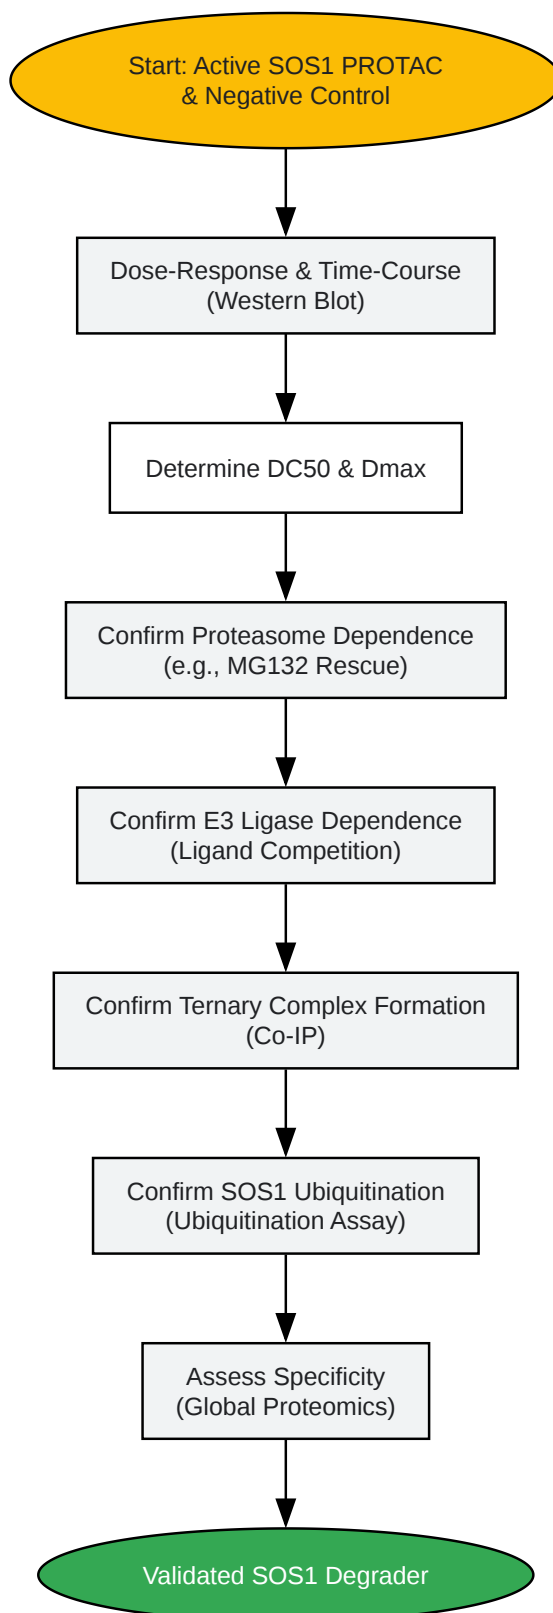 Start: Active SOS1 PROTAC
& Negative Control
Dose-Response & Time-Course
(Western Blot)
Determine DC50 & Dmax
Confirm Proteasome Dependence
(e.g., MG132 Rescue)
Confirm E3 Ligase Dependence
(Ligand Competition)
Confirm Ternary Complex Formation
(Co-IP)
Confirm SOS1 Ubiquitination
(Ubiquitination Assay)
Assess Specificity
(Global Proteomics)
Validated SOS1 Degrader